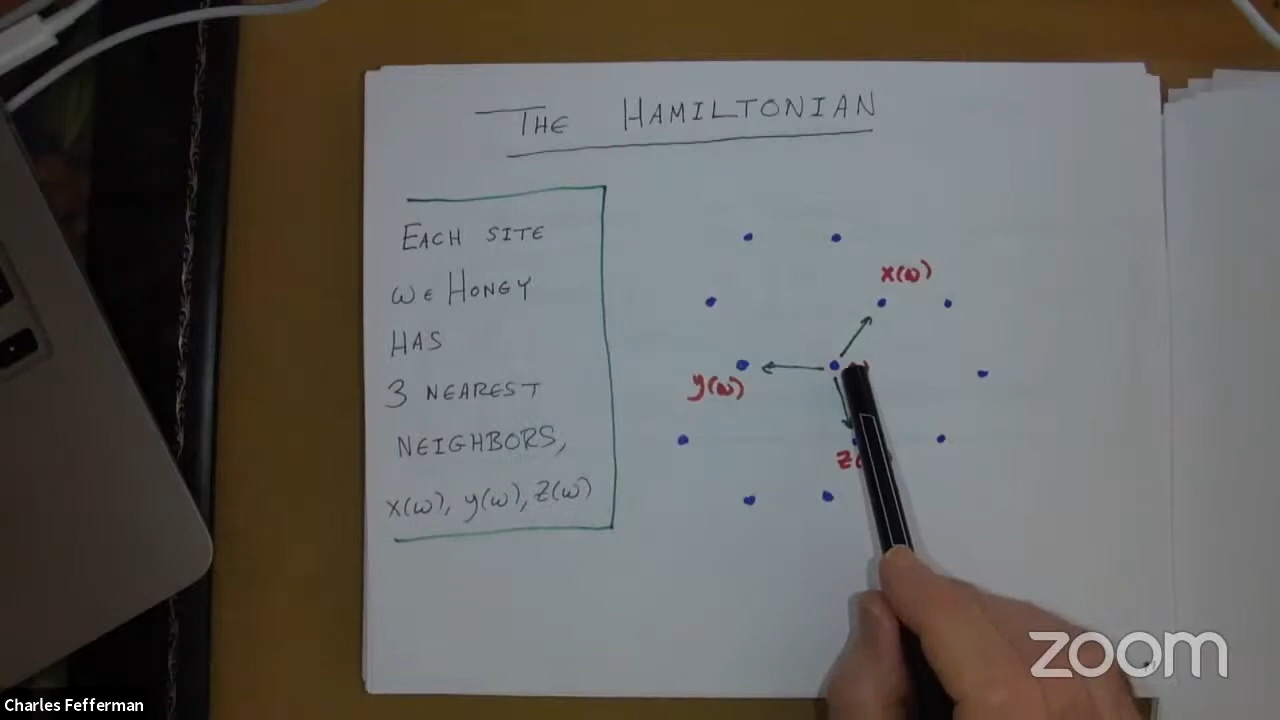 THE HAMILTONIAN
EACH SITE
ω ∈ HONEY
HAS
3 NEAREST
NEIGHBORS,
x(ω), y(ω), z(ω)
x(ω)
y(ω)
zoom
Charles Fefferman